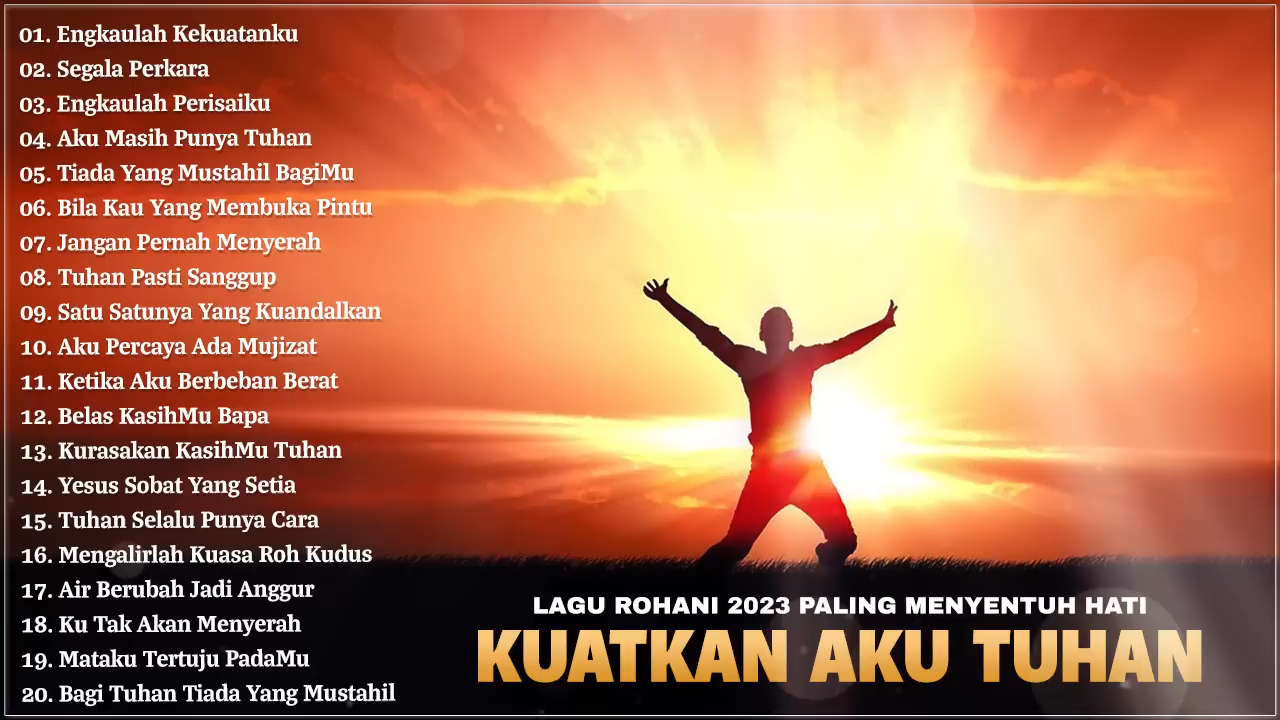 01. Engkaulah Kekuatanku
02. Segala Perkara
03. Engkaulah Perisaiku
04. Aku Masih Punya Tuhan
05. Tiada Yang Mustahil BagiMu
06. Bila Kau Yang Membuka Pintu
07. Jangan Pernah Menyerah
08. Tuhan Pasti Sanggup
09. Satu Satunya Yang Kuandalkan
10. Aku Percaya Ada Mujizat
11. Ketika Aku Berbeban Berat
12. Belas KasihMu Bapa
13. Kurasakan KasihMu Tuhan
14. Yesus Sobat Yang Setia
15. Tuhan Selalu Punya Cara
16. Mengalirlah Kuasa Roh Kudus
17. Air Berubah Jadi Anggur
18. Ku Tak Akan Menyerah
19. Mataku Tertuju PadaMu
20. Bagi Tuhan Tiada Yang Mustahil
LAGU ROHANI 2023 PALING MENYENTUH HATI
KUATKAN AKU TUHAN